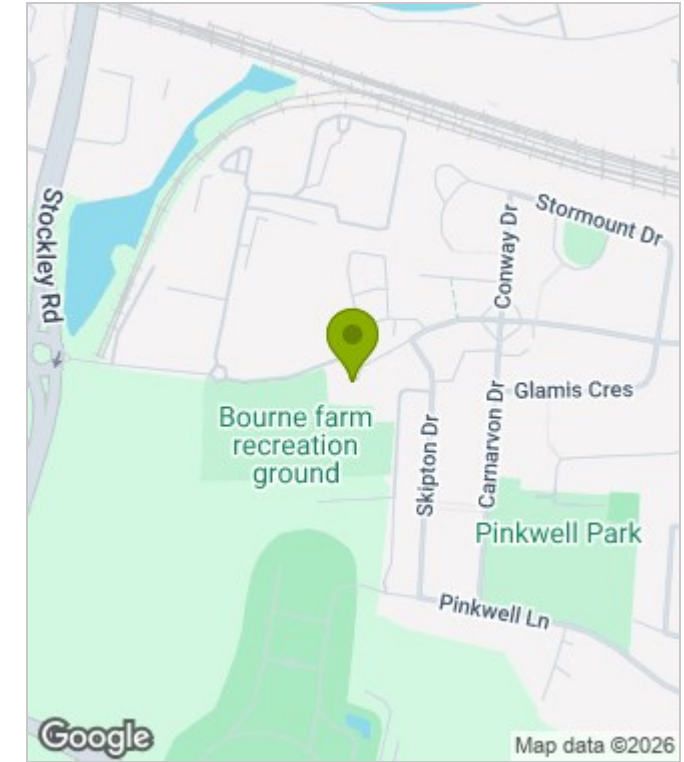 Stockley Rd
Stormount Dr
Conway Dr
Glamis Cres
Bourne farm
recreation
ground
Skipton Dr
Carnarvon Dr
Pinkwell Park
Pinkwell Ln
Google
Map data ©2026